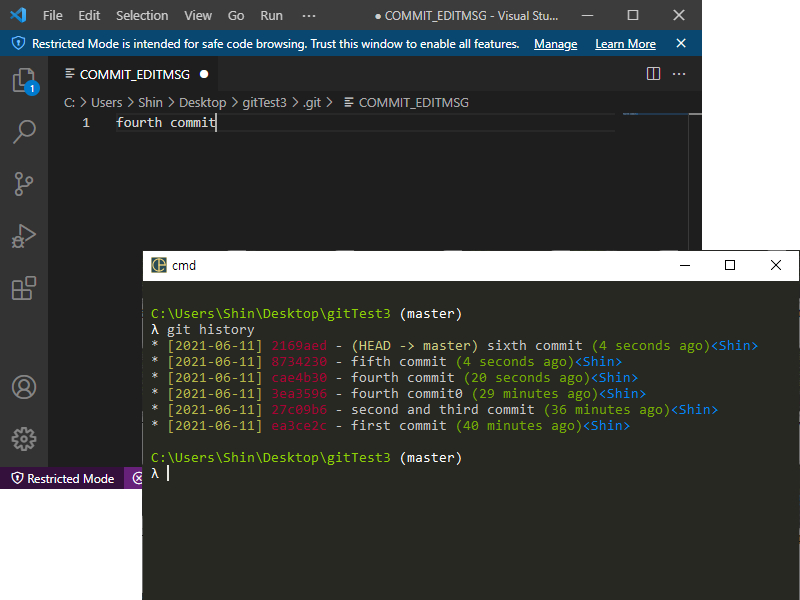 File Edit Selection View Go Run ··· ● COMMIT_EDITMSG - Visual Stu...
Restricted Mode is intended for safe code browsing. Trust this window to enable all features. Manage Learn More
COMMIT_EDITMSG ●
C: > Users > Shin > Desktop > gitTest3 > .git > COMMIT_EDITMSG
1 fourth commit
1
Restricted Mode
cmd
C:\Users\Shin\Desktop\gitTest3 (master)
λ git history
* [2021-06-11] 2169aed - (HEAD -> master) sixth commit (4 seconds ago)<Shin>
* [2021-06-11] 8734230 - fifth commit (4 seconds ago)<Shin>
* [2021-06-11] cae4b30 - fourth commit (20 seconds ago)<Shin>
* [2021-06-11] 3ea3596 - fourth commit0 (29 minutes ago)<Shin>
* [2021-06-11] 27c09b6 - second and third commit (36 minutes ago)<Shin>
* [2021-06-11] ea3ce2c - first commit (40 minutes ago)<Shin>
C:\Users\Shin\Desktop\gitTest3 (master)
λ